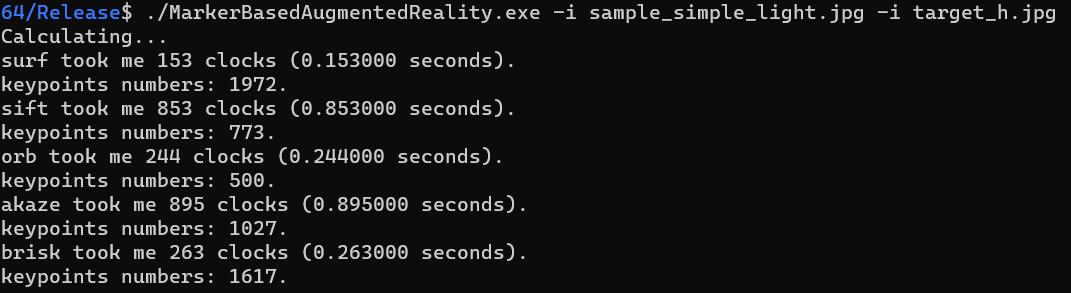 64/Release$ ./MarkerBasedAugmentedReality.exe -i sample_simple_light.jpg -i target_h.jpg
Calculating...
surf took me 153 clocks (0.153000 seconds).
keypoints numbers: 1972.
sift took me 853 clocks (0.853000 seconds).
keypoints numbers: 773.
orb took me 244 clocks (0.244000 seconds).
keypoints numbers: 500.
akaze took me 895 clocks (0.895000 seconds).
keypoints numbers: 1027.
brisk took me 263 clocks (0.263000 seconds).
keypoints numbers: 1617.